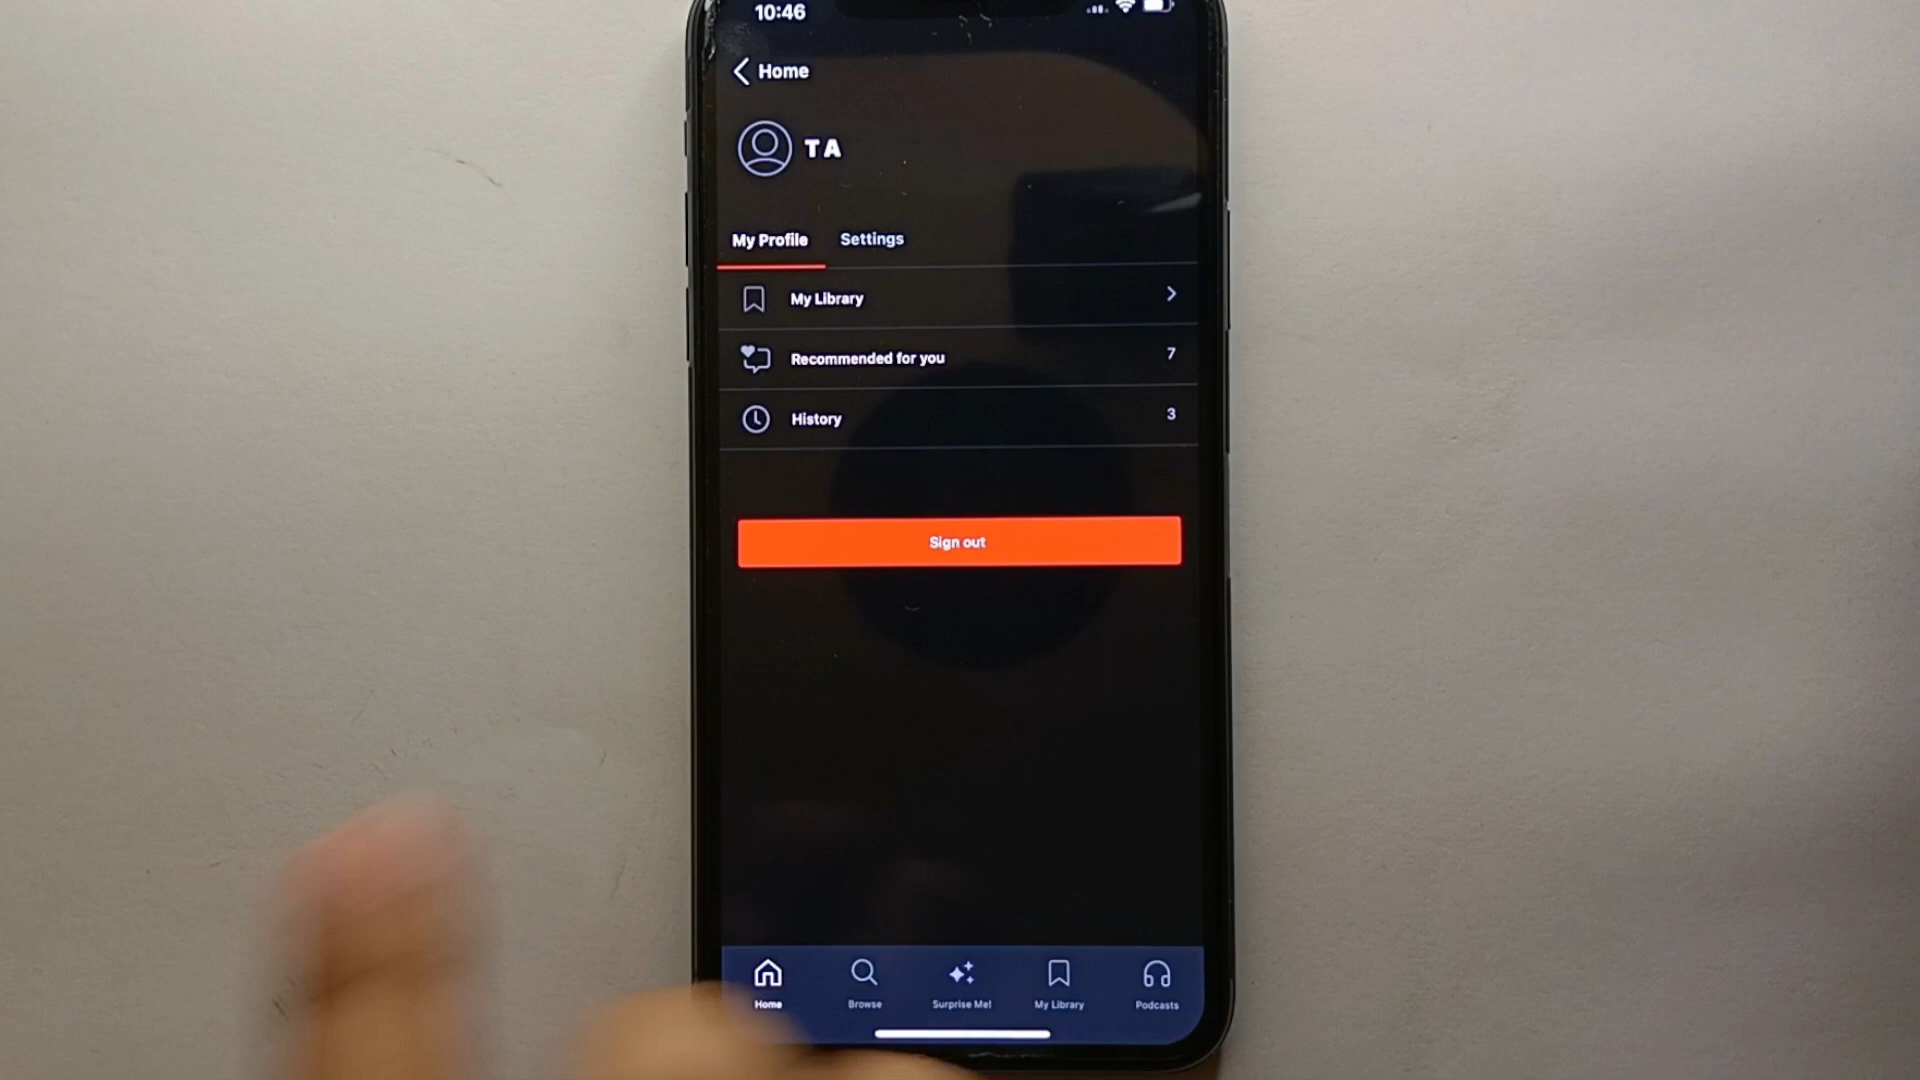 10:46
Home
T A
My Profile Settings
My Library
Recommended for you 7
History 3
Sign out
Home Browse Surprise Me! My Library Podcasts